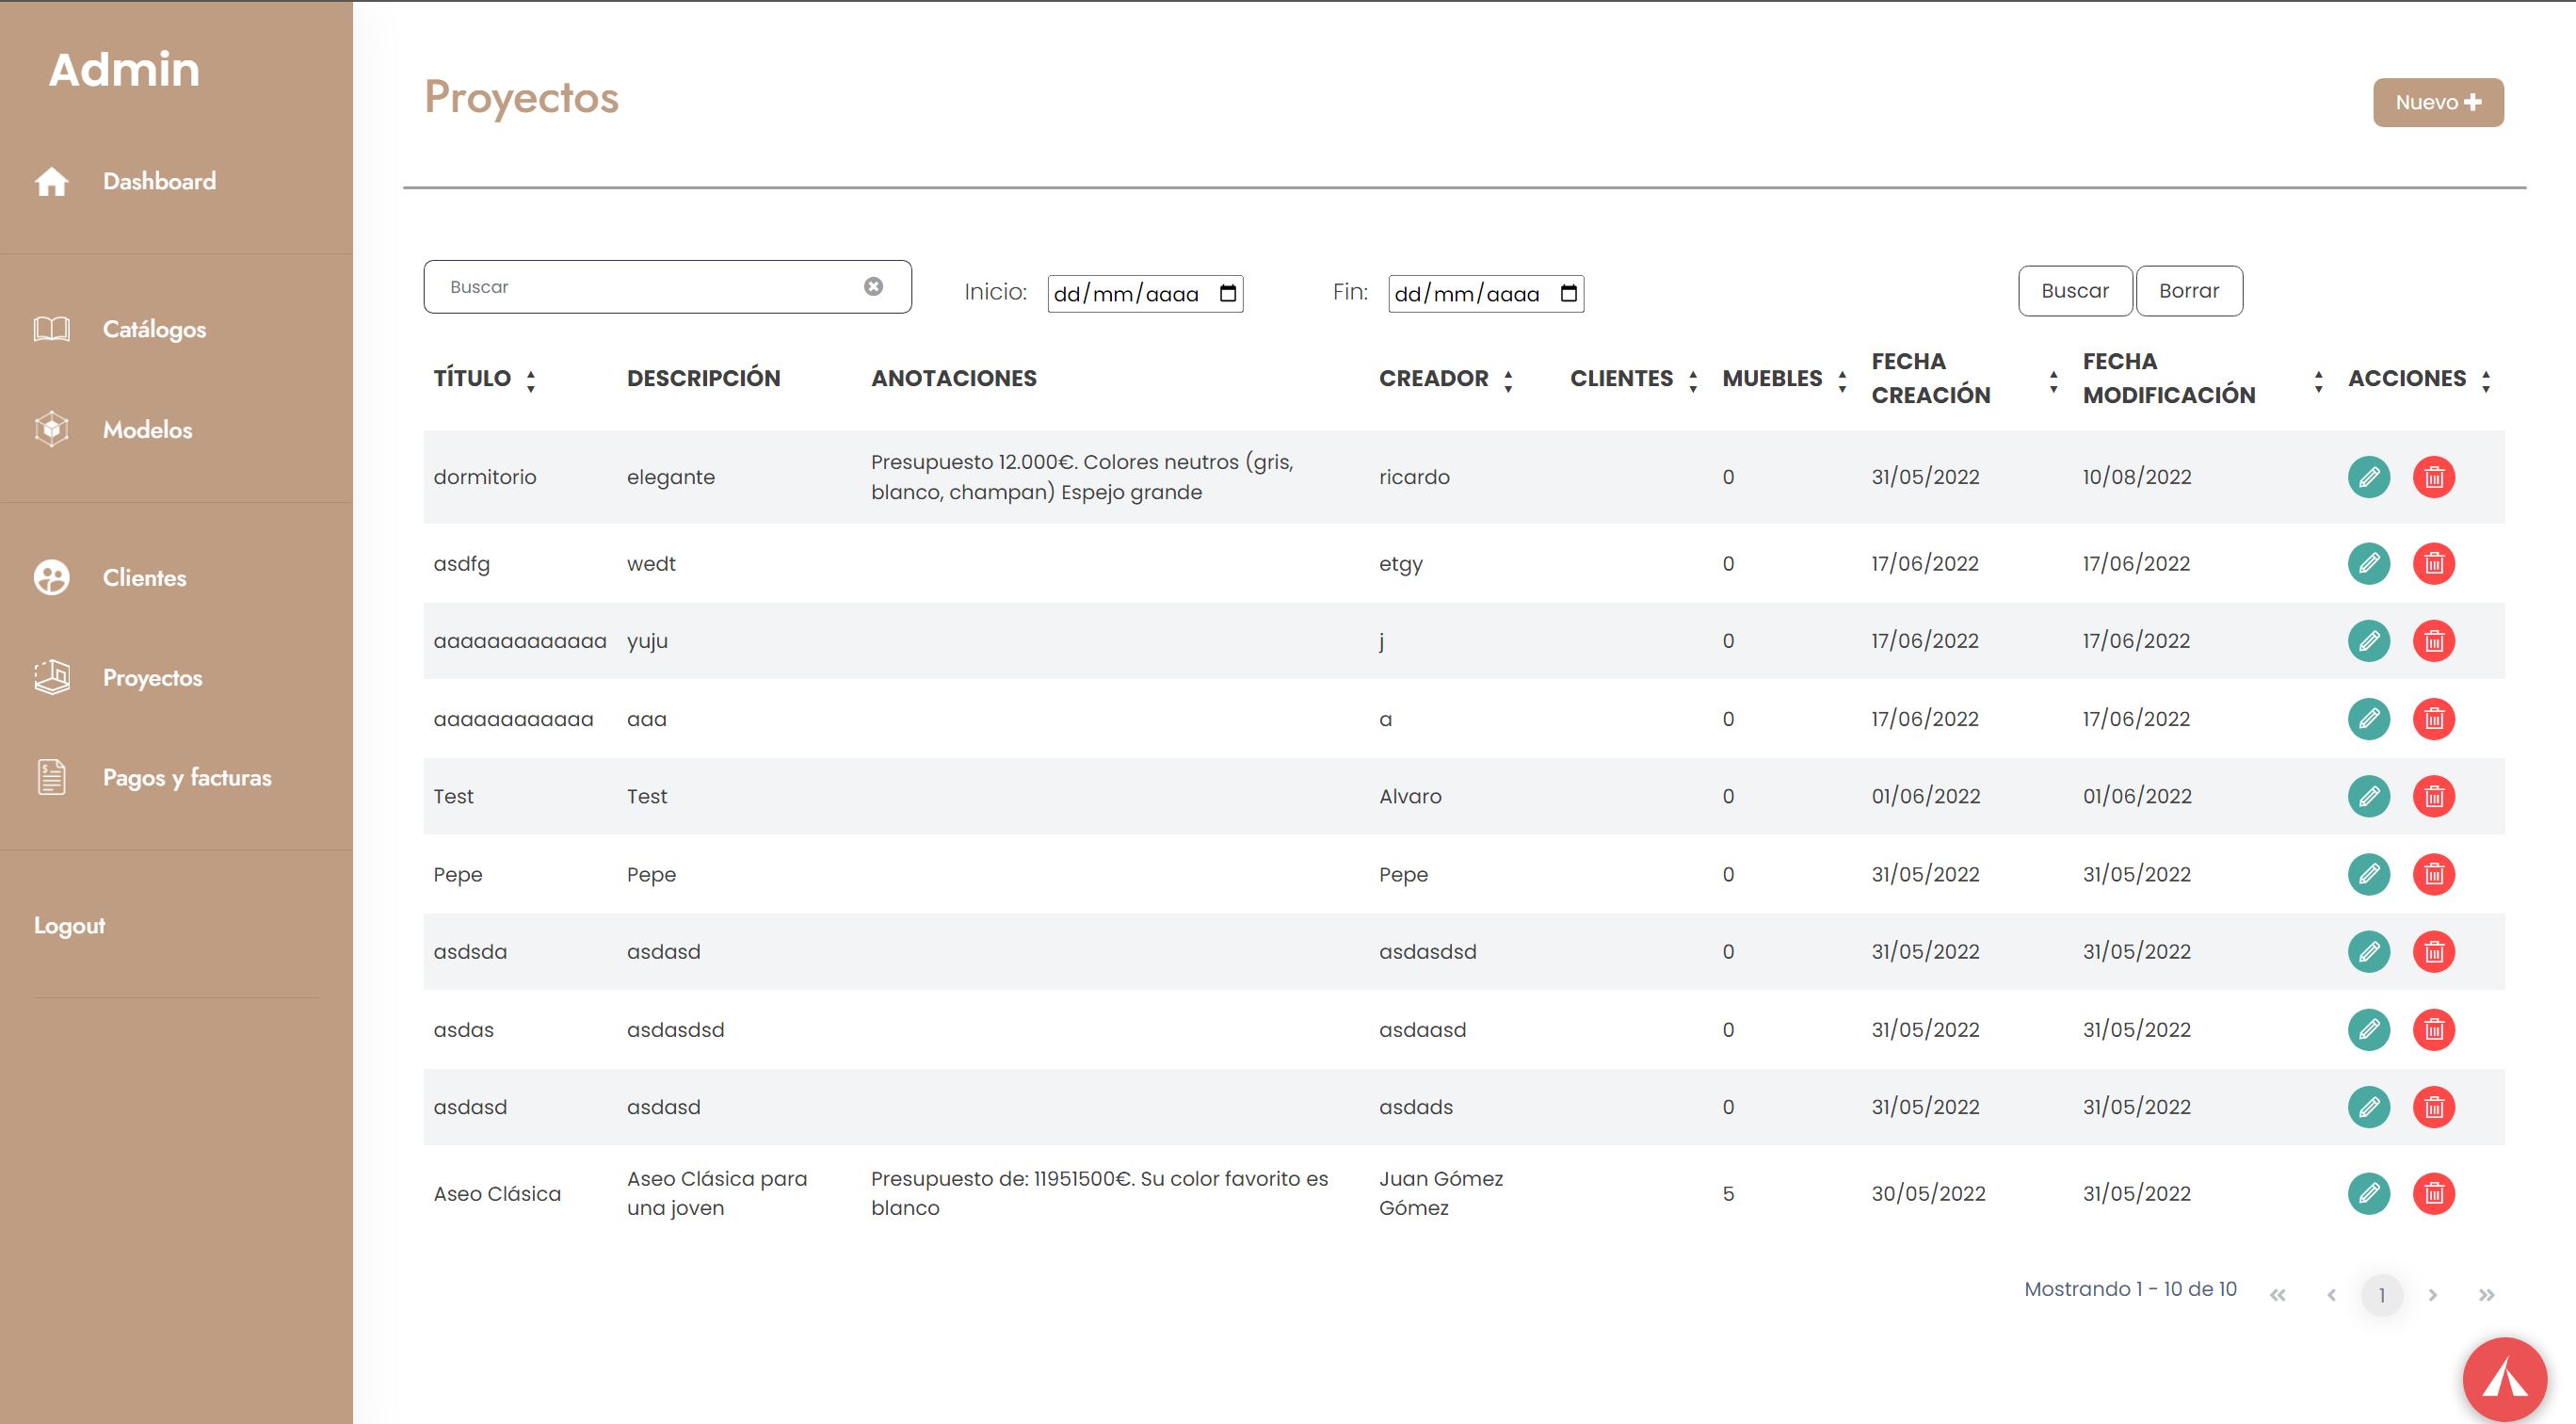 Admin
Dashboard
Catálogos
Modelos
Clientes
Proyectos
Pagos y facturas
Logout
Proyectos
Nuevo
Buscar
Inicio: dd/mm/aaaa
Fin: dd/mm/aaaa
Buscar
Borrar
TÍTULO DESCRIPCIÓN ANOTACIONES CREADOR CLIENTES MUEBLES FECHA CREACIÓN FECHA MODIFICACIÓN ACCIONES
dormitorio elegante Presupuesto 12.000€. Colores neutros (gris, blanco, champan) Espejo grande ricardo 0 31/05/2022 10/08/2022
asdfg wedt etgy 0 17/06/2022 17/06/2022
aaaaaaaaaaaaa yuju j 0 17/06/2022 17/06/2022
aaaaaaaaaaaa aaa a 0 17/06/2022 17/06/2022
Test Test Alvaro 0 01/06/2022 01/06/2022
Pepe Pepe Pepe 0 31/05/2022 31/05/2022
asdsda asdasd asdasdsd 0 31/05/2022 31/05/2022
asdas asdasdsd asdaasd 0 31/05/2022 31/05/2022
asdasd asdasd asdads 0 31/05/2022 31/05/2022
Aseo Clásica Aseo Clásica para una joven Presupuesto de: 11951500€. Su color favorito es blanco Juan Gómez Gómez 5 30/05/2022 31/05/2022
Mostrando 1 - 10 de 10 « ‹ 1 › »